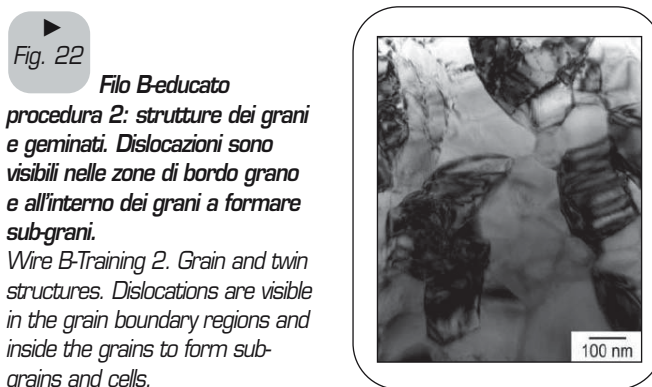 Fig. 22
Filo B-educato
procedura 2: strutture dei grani
e geminati. Dislocazioni sono
visibili nelle zone di bordo grano
e all'interno dei grani a formare
sub-grani.
Wire B-Training 2. Grain and twin
structures. Dislocations are visible
in the grain boundary regions and
inside the grains to form sub-
grains and cells.
100 nm